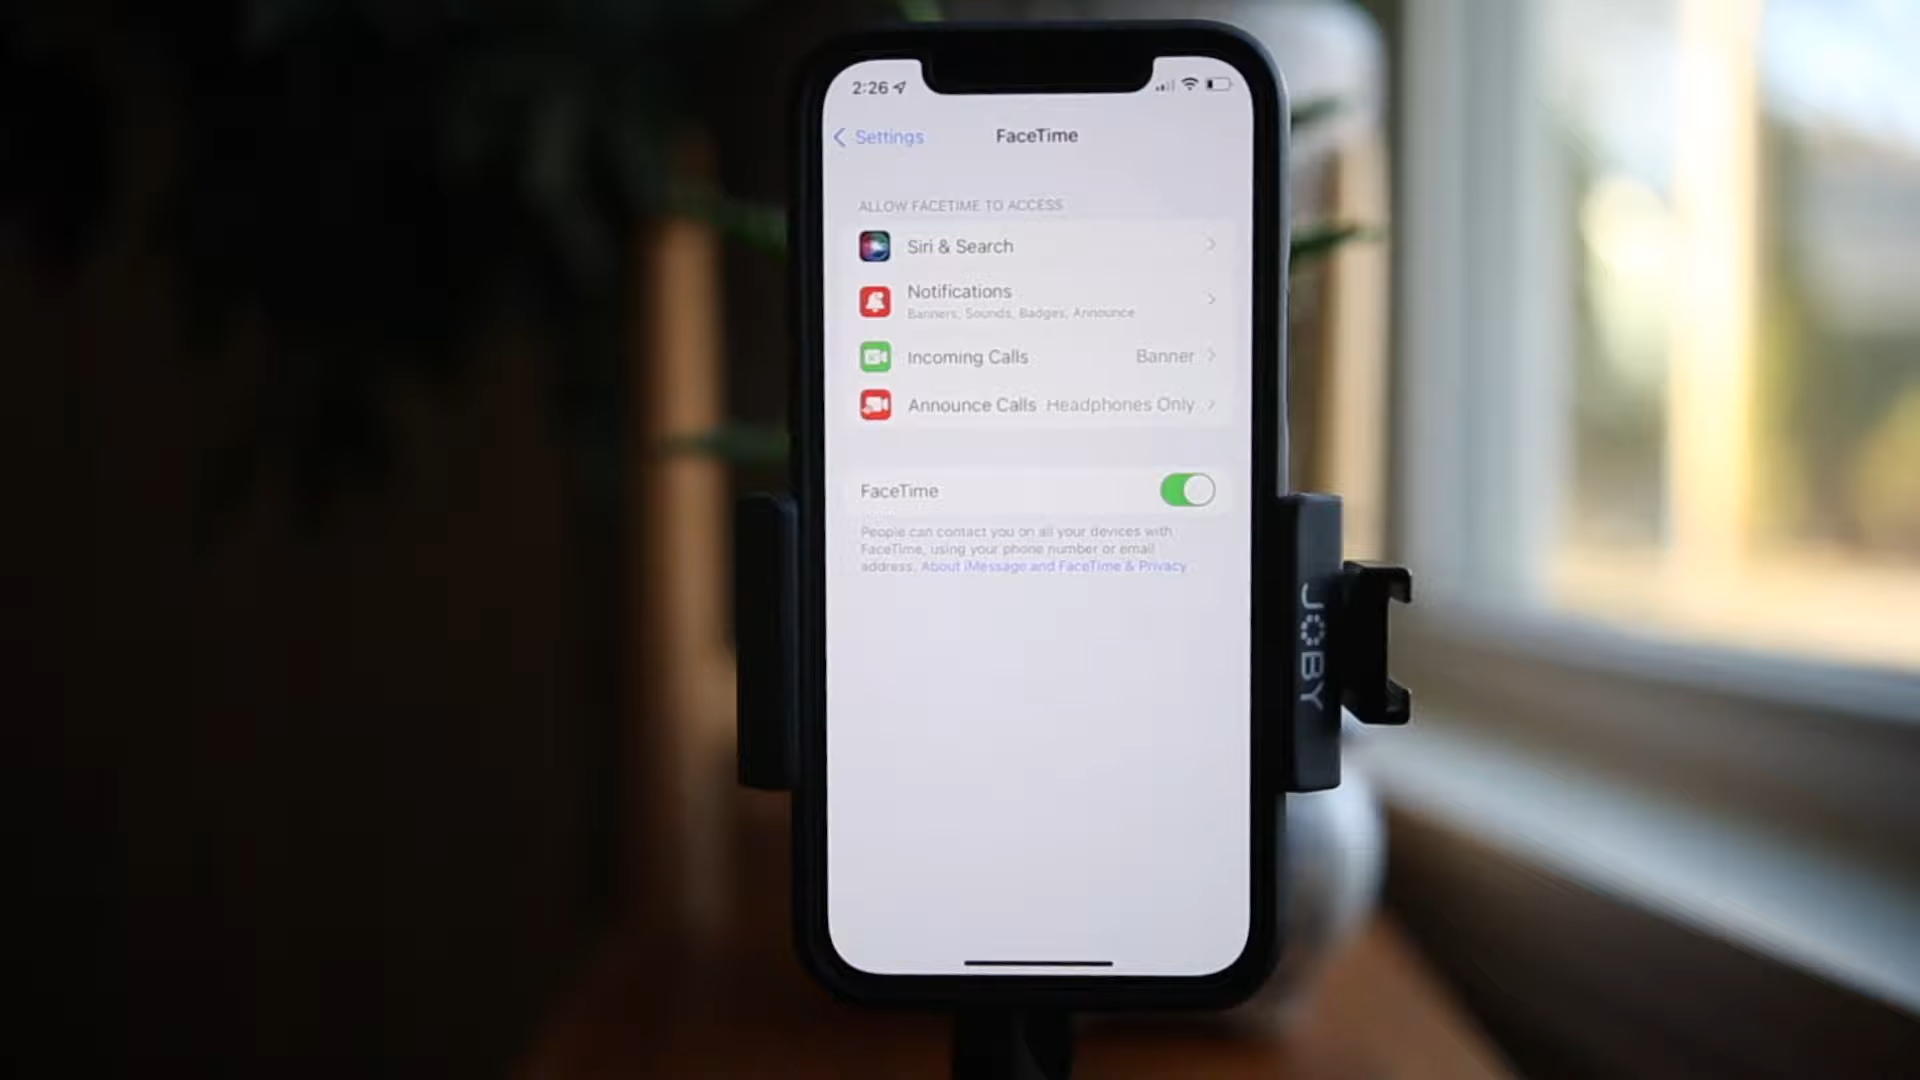 2:26
Settings
FaceTime
ALLOW FACETIME TO ACCESS
Siri & Search
Notifications
Banners, Sounds, Badges, Announce
Incoming Calls Banner
Announce Calls Headphones Only
FaceTime
People can contact you on all your devices with
FaceTime, using your phone number or email
address. About iMessage and FaceTime & Privacy
JOBY